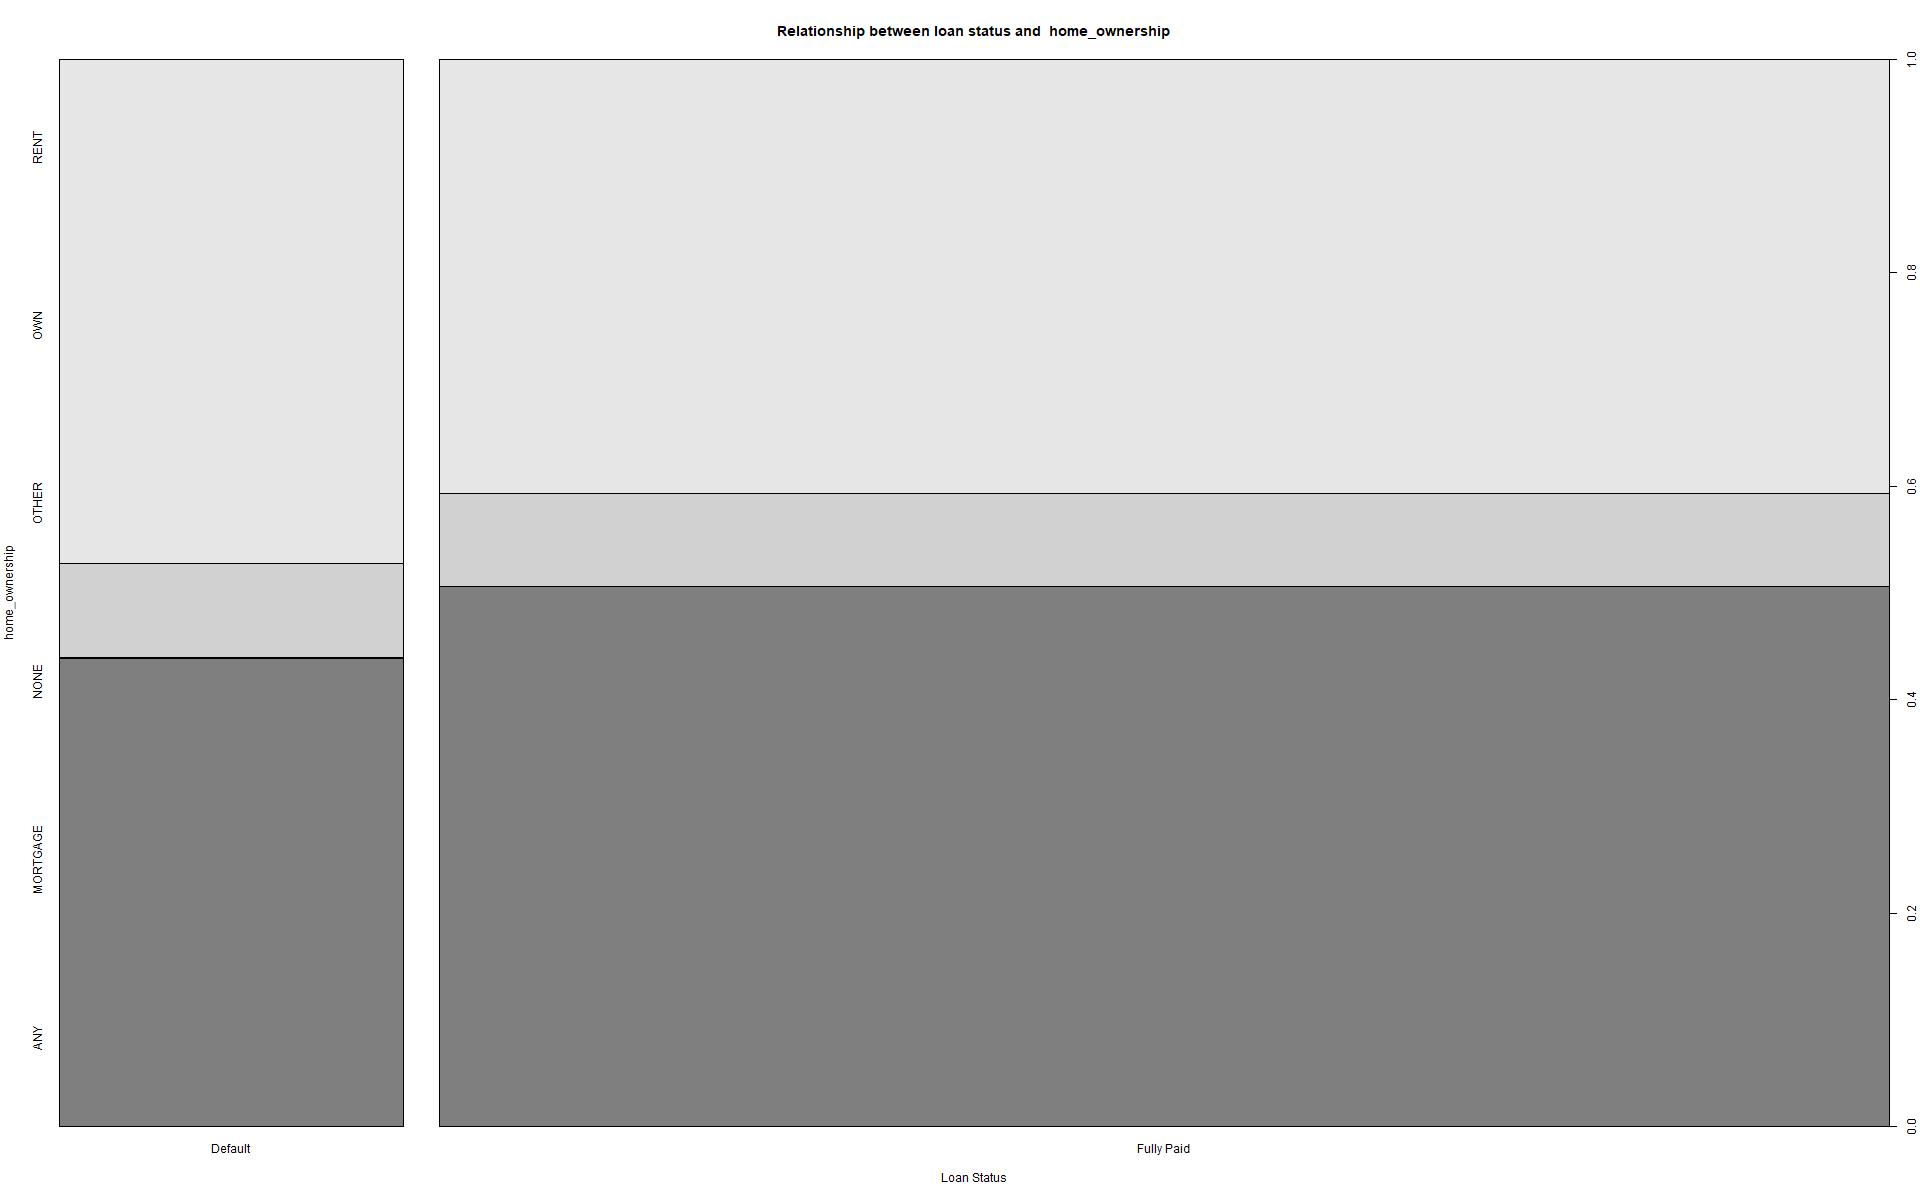 Relationship between loan status and  home_ownership
home_ownership
RENT
OWN
OTHER
NONE
MORTGAGE
ANY
1.0
0.8
0.6
0.4
0.2
0.0
Default
Fully Paid
Loan Status